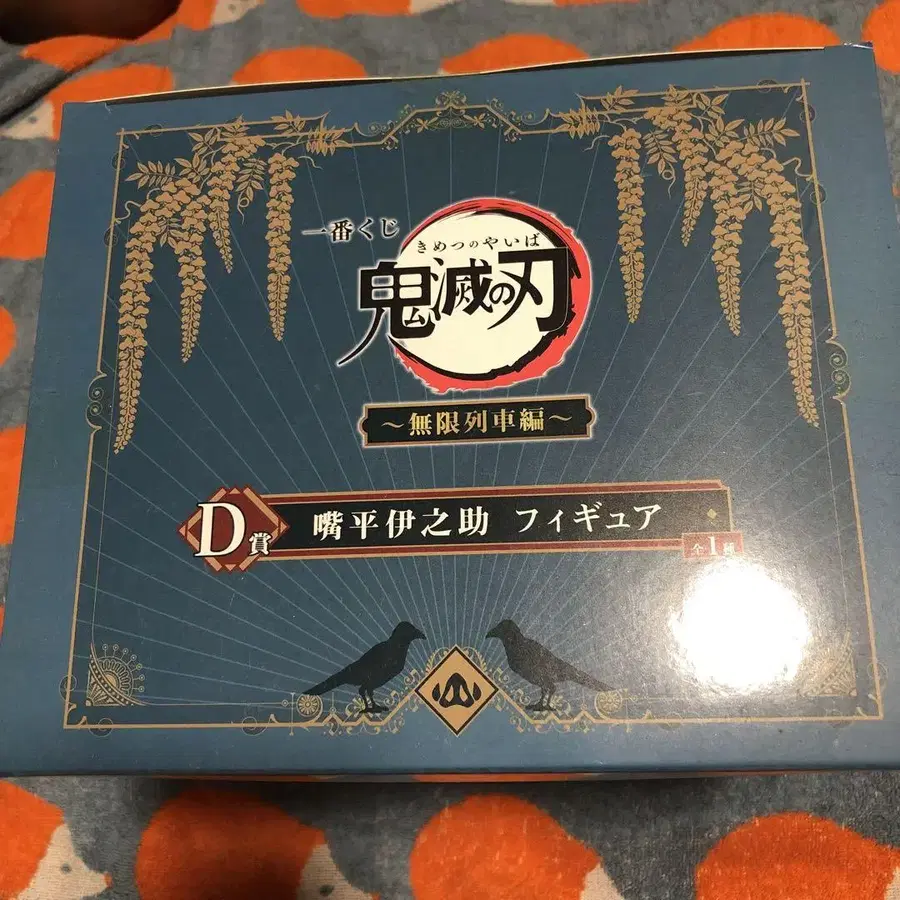 一番くじ
きめつのやいば
鬼滅の刃
～無限列車編～
D賞 嘴平伊之助 フィギュア
全1種